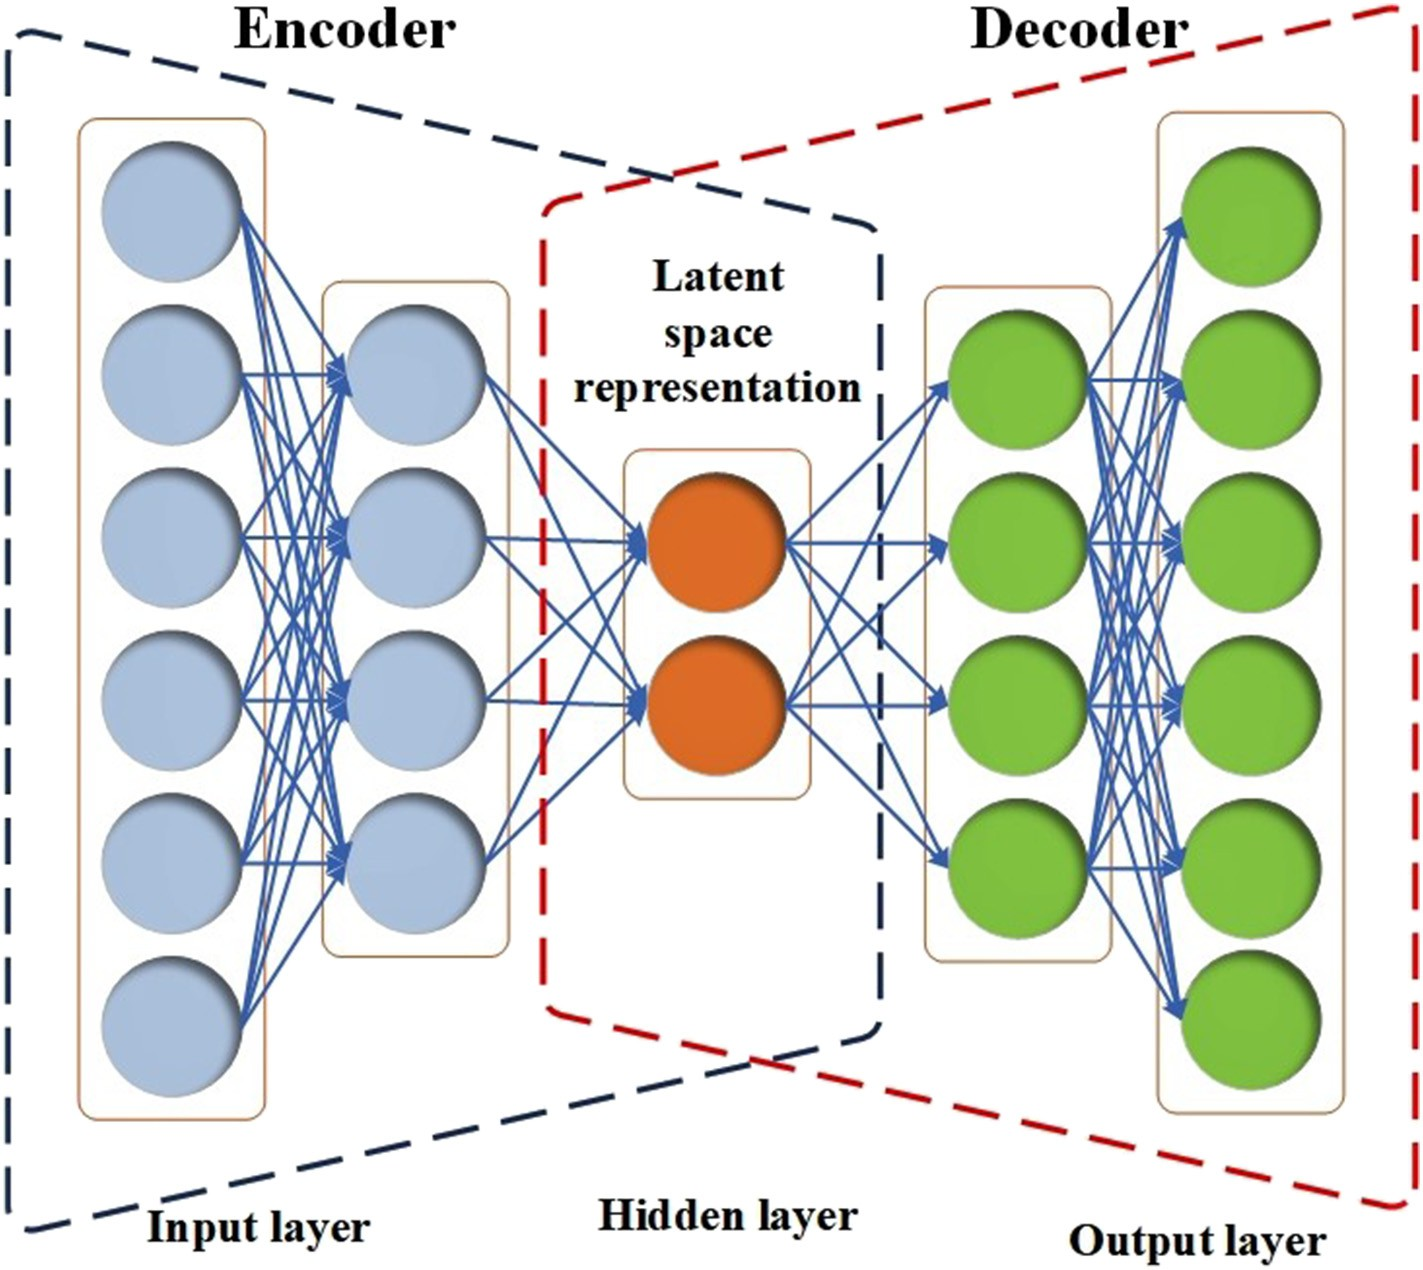 Encoder
Decoder
Latent
space
representation
Input layer
Hidden layer
Output layer